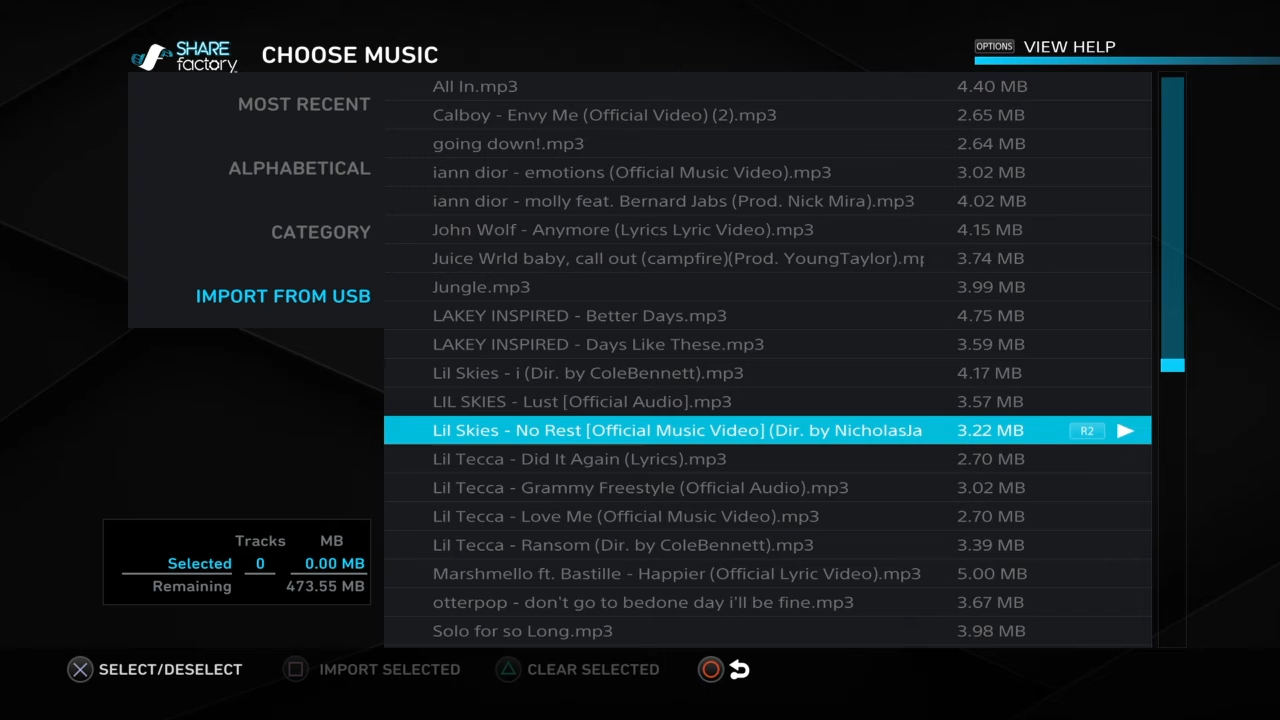 SHARE
factory™
CHOOSE MUSIC
OPTIONS VIEW HELP
MOST RECENT
ALPHABETICAL
CATEGORY
IMPORT FROM USB
All In.mp3 4.40 MB
Calboy - Envy Me (Official Video) (2).mp3 2.65 MB
going down!.mp3 2.64 MB
iann dior - emotions (Official Music Video).mp3 3.02 MB
iann dior - molly feat. Bernard Jabs (Prod. Nick Mira).mp3 4.02 MB
John Wolf - Anymore (Lyrics Lyric Video).mp3 4.15 MB
Juice Wrld baby, call out (campfire)(Prod. YoungTaylor).mp 3.74 MB
Jungle.mp3 3.99 MB
LAKEY INSPIRED - Better Days.mp3 4.75 MB
LAKEY INSPIRED - Days Like These.mp3 3.59 MB
Lil Skies - i (Dir. by ColeBennett).mp3 4.17 MB
LIL SKIES - Lust [Official Audio].mp3 3.57 MB
Lil Skies - No Rest [Official Music Video] (Dir. by NicholasJa 3.22 MB R2
Lil Tecca - Did It Again (Lyrics).mp3 2.70 MB
Lil Tecca - Grammy Freestyle (Official Audio).mp3 3.02 MB
Lil Tecca - Love Me (Official Music Video).mp3 2.70 MB
Lil Tecca - Ransom (Dir. by ColeBennett).mp3 3.39 MB
Marshmello ft. Bastille - Happier (Official Lyric Video).mp3 5.00 MB
otterpop - don't go to bedone day i'll be fine.mp3 3.67 MB
Solo for so Long.mp3 3.98 MB
Tracks MB
Selected 0 0.00 MB
Remaining 473.55 MB
SELECT/DESELECT IMPORT SELECTED CLEAR SELECTED